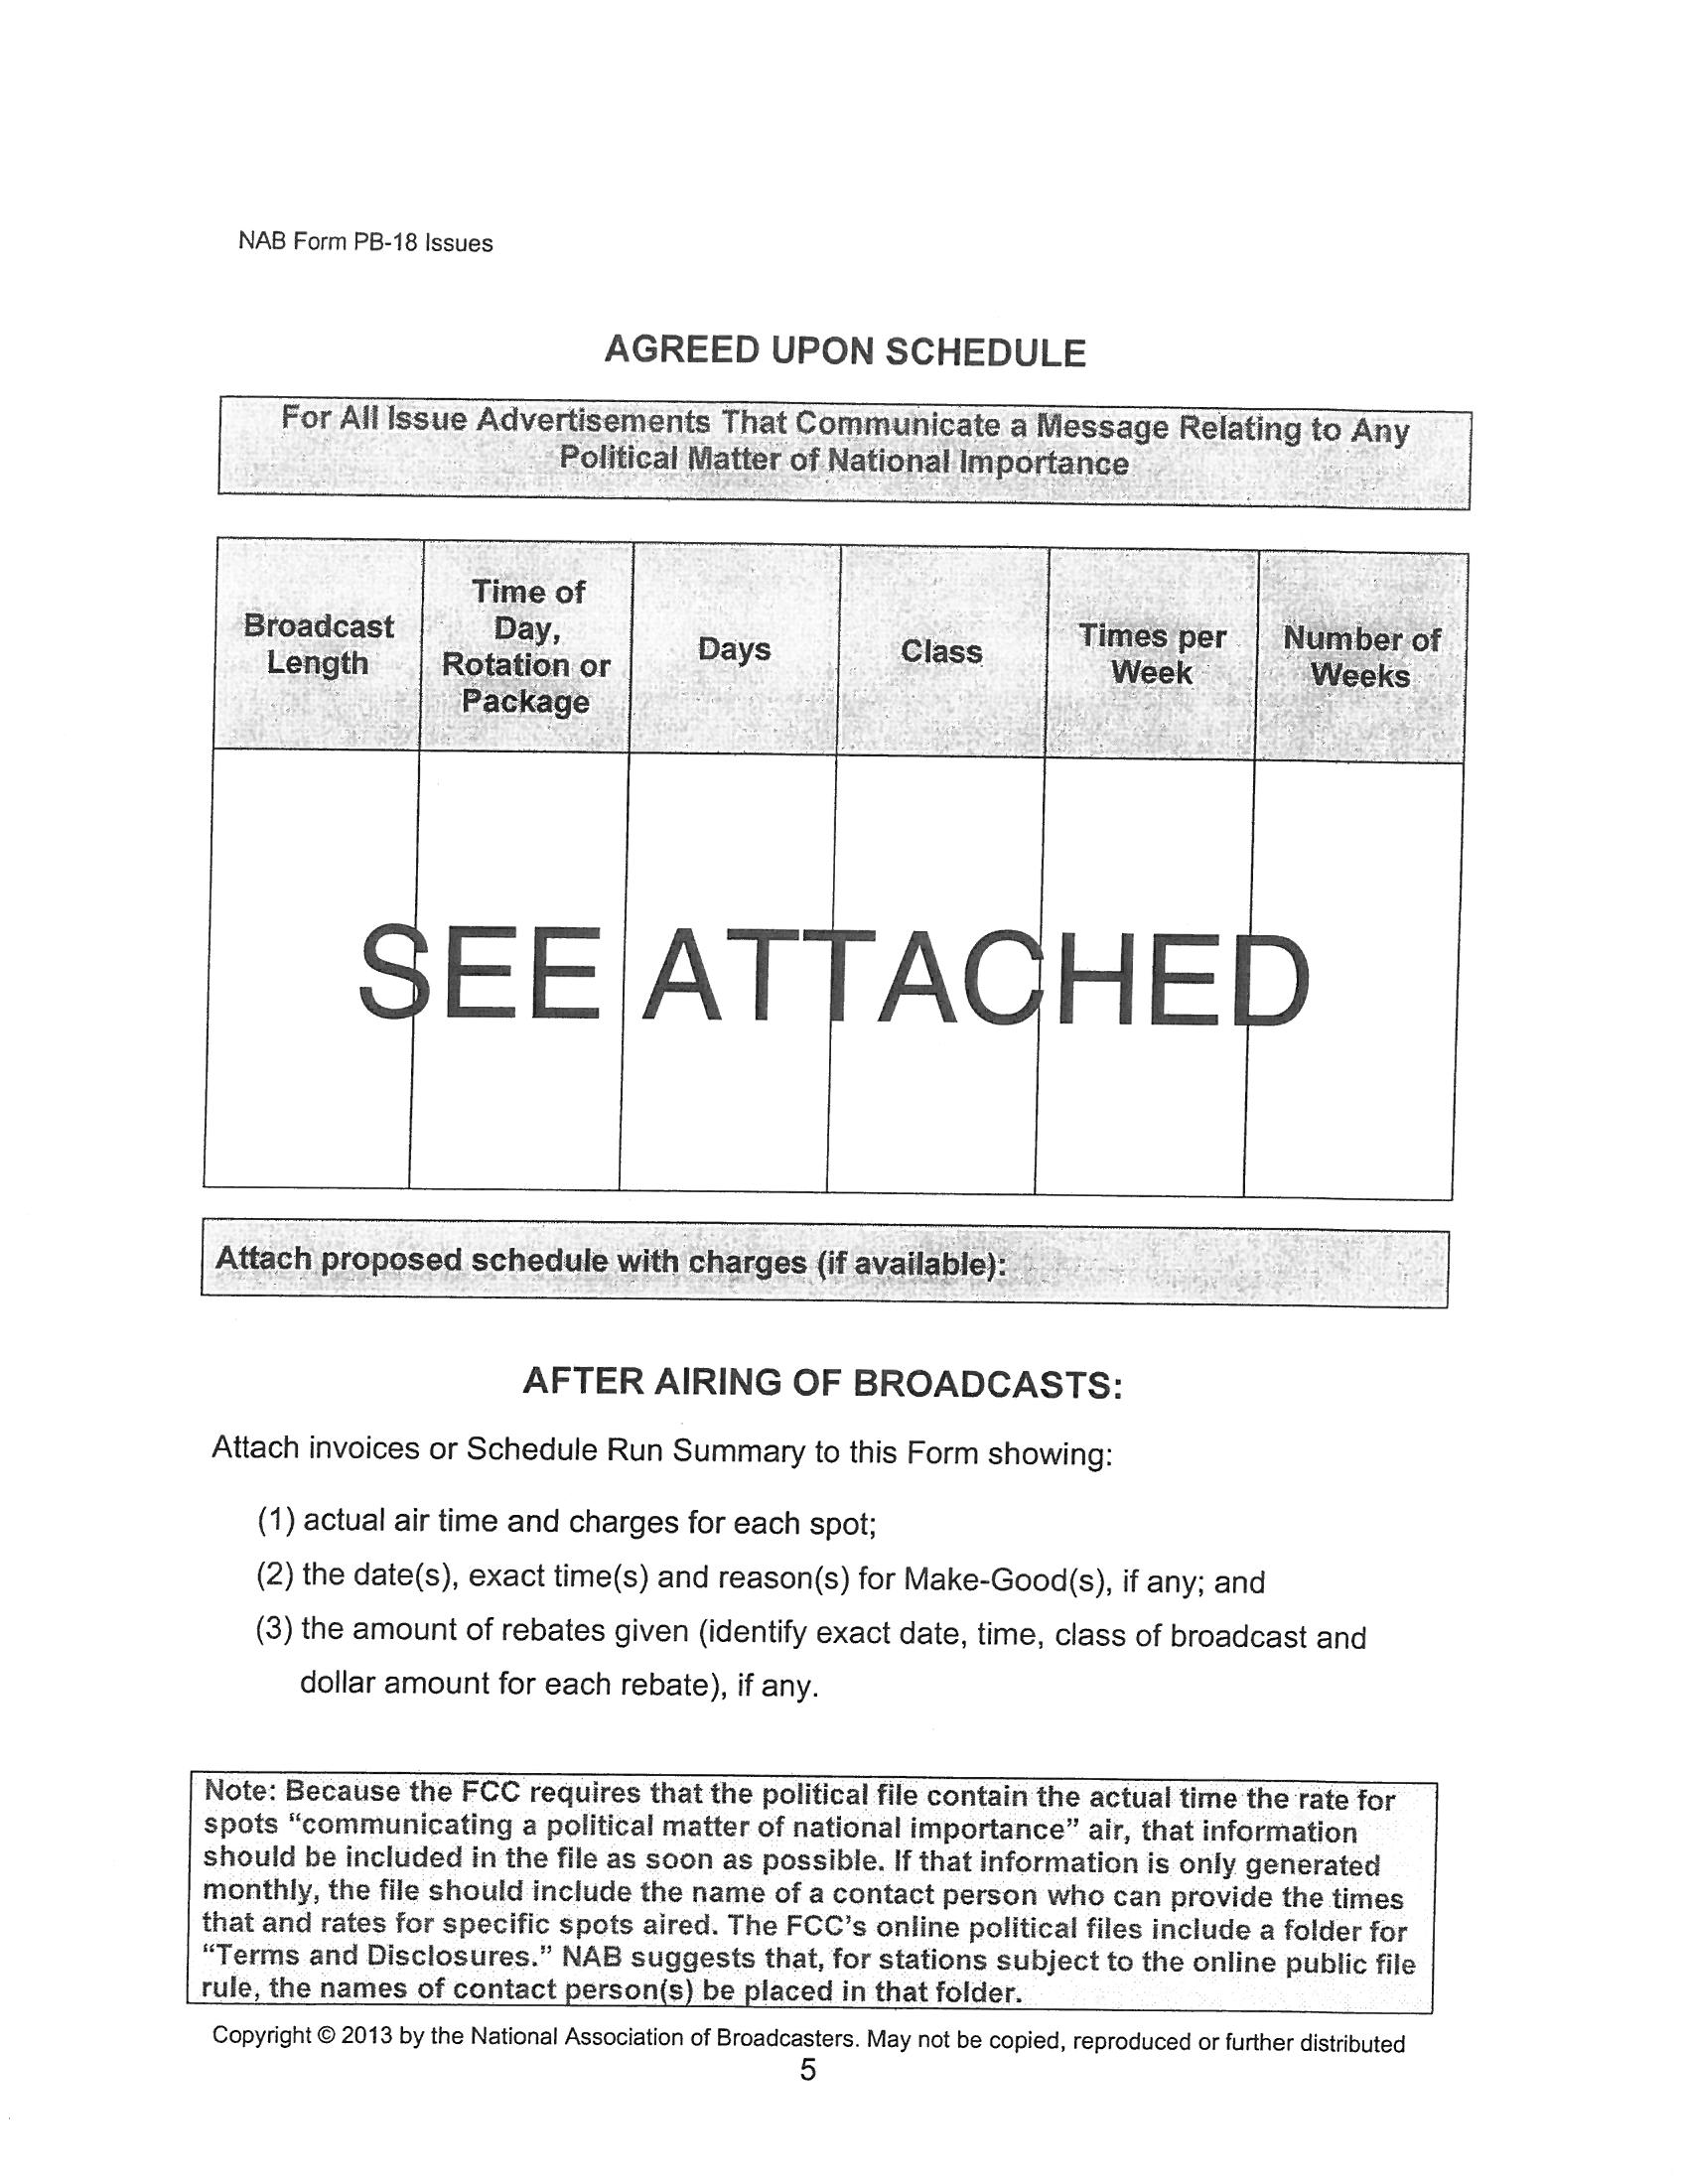 NAB Form PB-18 Issues
AGREED UPON SCHEDULE
For All Issue Advertisements That Communicate a Message Relating to Any
Political Matter of National Importance
Broadcast
Length
Time of
Day,
Rotation or
Package
Days
Class
Times per
Week
Number of
Weeks
SEE ATTACHED
Attach proposed schedule with charges (if available):
AFTER AIRING OF BROADCASTS:
Attach invoices or Schedule Run Summary to this Form showing:
(1) actual air time and charges for each spot;
(2) the date(s), exact time(s) and reason(s) for Make-Good(s), if any; and
(3) the amount of rebates given (identify exact date, time, class of broadcast and
dollar amount for each rebate), if any.
Note: Because the FCC requires that the political file contain the actual time the rate for
spots “communicating a political matter of national importance” air, that information
should be included in the file as soon as possible. If that information is only generated
monthly, the file should include the name of a contact person who can provide the times
that and rates for specific spots aired. The FCC’s online political files include a folder for
“Terms and Disclosures.” NAB suggests that, for stations subject to the online public file
rule, the names of contact person(s) be placed in that folder.
Copyright © 2013 by the National Association of Broadcasters. May not be copied, reproduced or further distributed
5